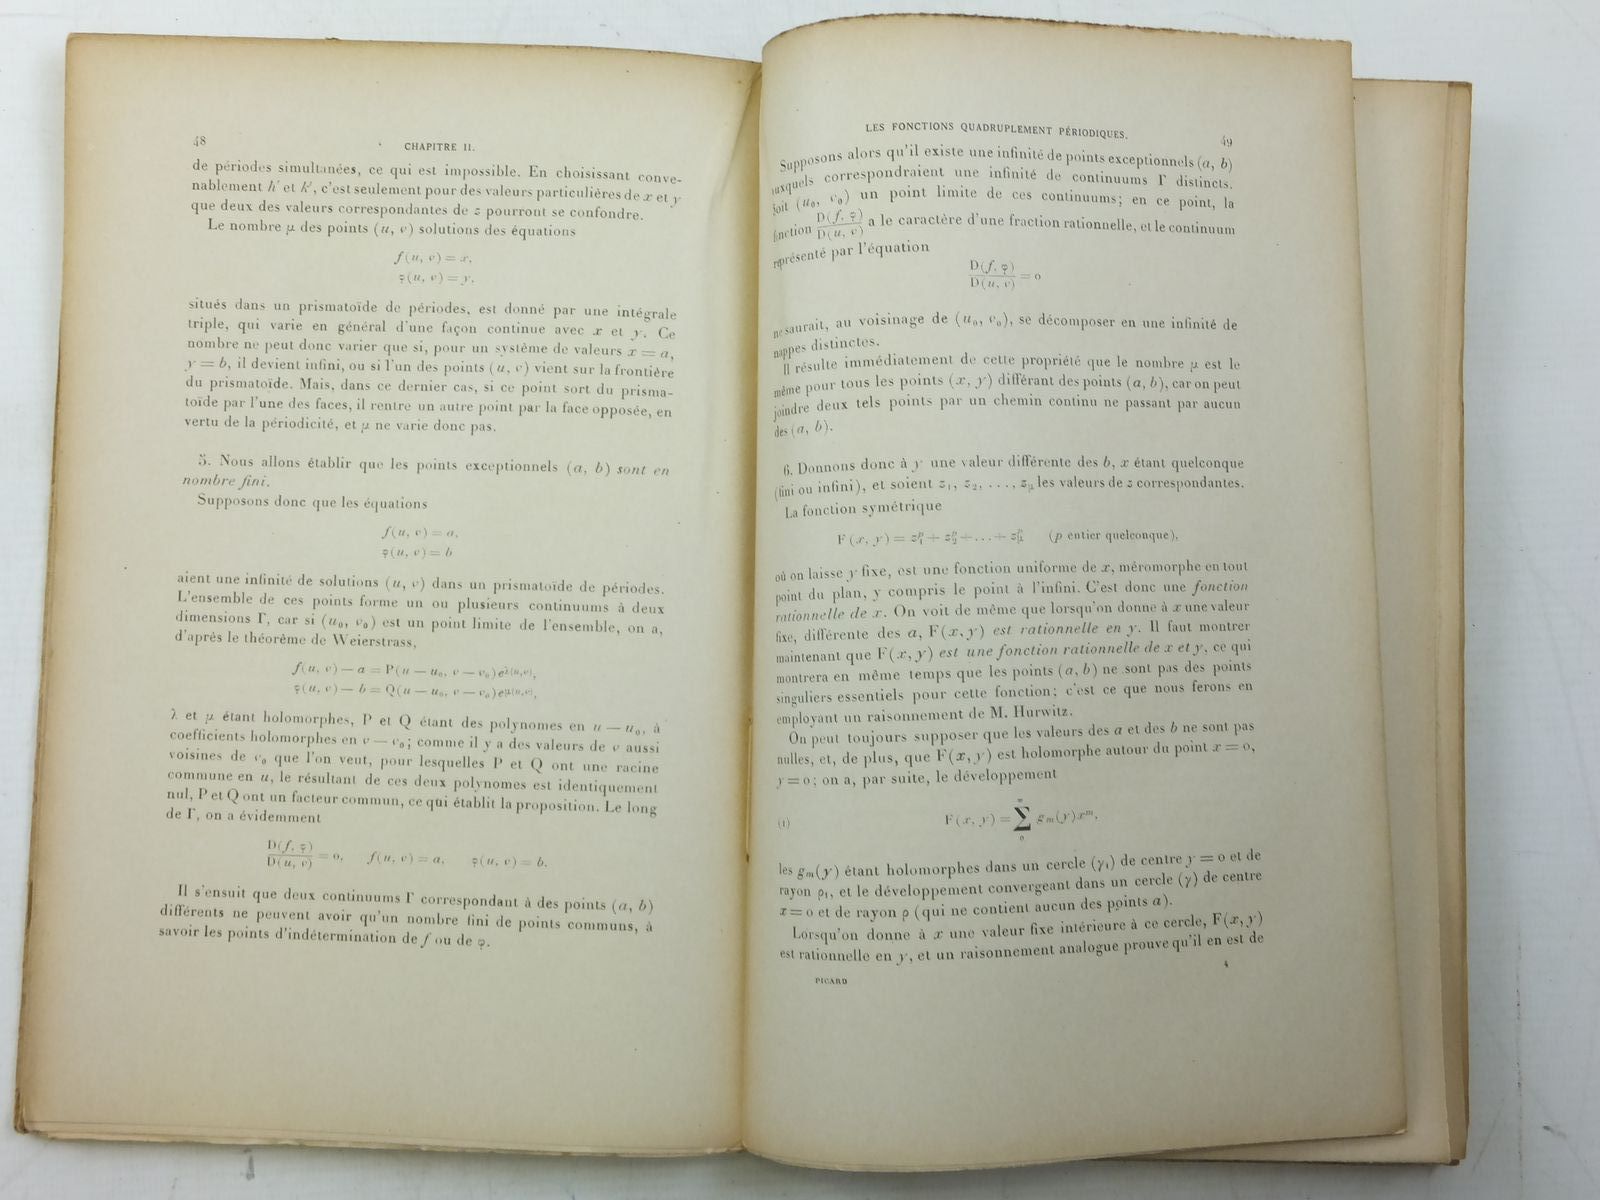 48
CHAPITRE II.
de périodes simultanées, ce qui est impossible. En choisissant conve-
nablement h′ et k′, c'est seulement pour des valeurs particulières de x et y
que deux des valeurs correspondantes de z pourront se confondre.
Le nombre μ des points (u, v) solutions des équations
f(u, v) = x,
φ(u, v) = y,
situés dans un prismatoïde de périodes, est donné par une intégrale
triple, qui varie en général d'une façon continue avec x et y. Ce
nombre ne peut donc varier que si, pour un système de valeurs x = a,
y = b, il devient infini, ou si l'un des points (u, v) vient sur la frontière
du prismatoïde. Mais, dans ce dernier cas, si ce point sort du prisma-
toïde par l'une des faces, il rentre un autre point par la face opposée, en
vertu de la périodicité, et μ ne varie donc pas.
5. Nous allons établir que les points exceptionnels (a, b) sont en
nombre fini.
Supposons donc que les équations
f(u, v) = a,
φ(u, v) = b
aient une infinité de solutions (u, v) dans un prismatoïde de périodes.
L'ensemble de ces points forme un ou plusieurs continuums à deux
dimensions Γ, car si (u₀, v₀) est un point limite de l'ensemble, on a,
d'après le théorème de Weierstrass,
f(u, v) — a = P(u — u₀, v — v₀)e^λ(u,v),
φ(u, v) — b = Q(u — u₀, v — v₀)e^μ(u,v),
λ et μ étant holomorphes, P et Q étant des polynomes en u — u₀, à
coefficients holomorphes en v — v₀; comme il y a des valeurs de v aussi
voisines de v₀ que l'on veut, pour lesquelles P et Q ont une racine
commune en u, le résultant de ces deux polynomes est identiquement
nul, P et Q ont un facteur commun, ce qui établit la proposition. Le long
de Γ, on a évidemment
D(f, φ)/D(u, v) = 0, f(u, v) = a, φ(u, v) = b.
Il s'ensuit que deux continuums Γ correspondant à des points (a, b)
différents ne peuvent avoir qu'un nombre fini de points communs, à
savoir les points d'indétermination de f ou de φ.
LES FONCTIONS QUADRUPLEMENT PÉRIODIQUES.
49
Supposons alors qu'il existe une infinité de points exceptionnels (a, b)
auxquels correspondraient une infinité de continuums Γ distincts.
Soit (u₀, v₀) un point limite de ces continuums; en ce point, la
fonction D(f, φ)/D(u, v) a le caractère d'une fraction rationnelle, et le continuum
représenté par l'équation
D(f, φ)/D(u, v) = 0
ne saurait, au voisinage de (u₀, v₀), se décomposer en une infinité de
nappes distinctes.
Il résulte immédiatement de cette propriété que le nombre μ est le
même pour tous les points (x, y) différant des points (a, b), car on peut
joindre deux tels points par un chemin continu ne passant par aucun
des (a, b).
6. Donnons donc à y une valeur différente des b, x étant quelconque
(fini ou infini), et soient z₁, z₂, ..., zμ les valeurs de z correspondantes.
La fonction symétrique
F(x, y) = z₁ᵖ + z₂ᵖ + ... + zμᵖ (p entier quelconque),
où on laisse y fixe, est une fonction uniforme de x, méromorphe en tout
point du plan, y compris le point à l'infini. C'est donc une fonction
rationnelle de x. On voit de même que lorsqu'on donne à x une valeur
fixe, différente des a, F(x, y) est rationnelle en y. Il faut montrer
maintenant que F(x, y) est une fonction rationnelle de x et y, ce qui
montrera en même temps que les points (a, b) ne sont pas des points
singuliers essentiels pour cette fonction; c'est ce que nous ferons en
employant un raisonnement de M. Hurwitz.
On peut toujours supposer que les valeurs des a et des b ne sont pas
nulles, et, de plus, que F(x, y) est holomorphe autour du point x = 0,
y = 0; on a, par suite, le développement
(1) F(x, y) = ∑₀^∞ gₘ(y)xᵐ,
les gₘ(y) étant holomorphes dans un cercle (γ₁) de centre y = 0 et de
rayon ρ₁, et le développement convergeant dans un cercle (γ) de centre
x = 0 et de rayon ρ (qui ne contient aucun des points a).
Lorsqu'on donne à x une valeur fixe intérieure à ce cercle, F(x, y)
est rationnelle en y, et un raisonnement analogue prouve qu'il en est de
PICARD
4